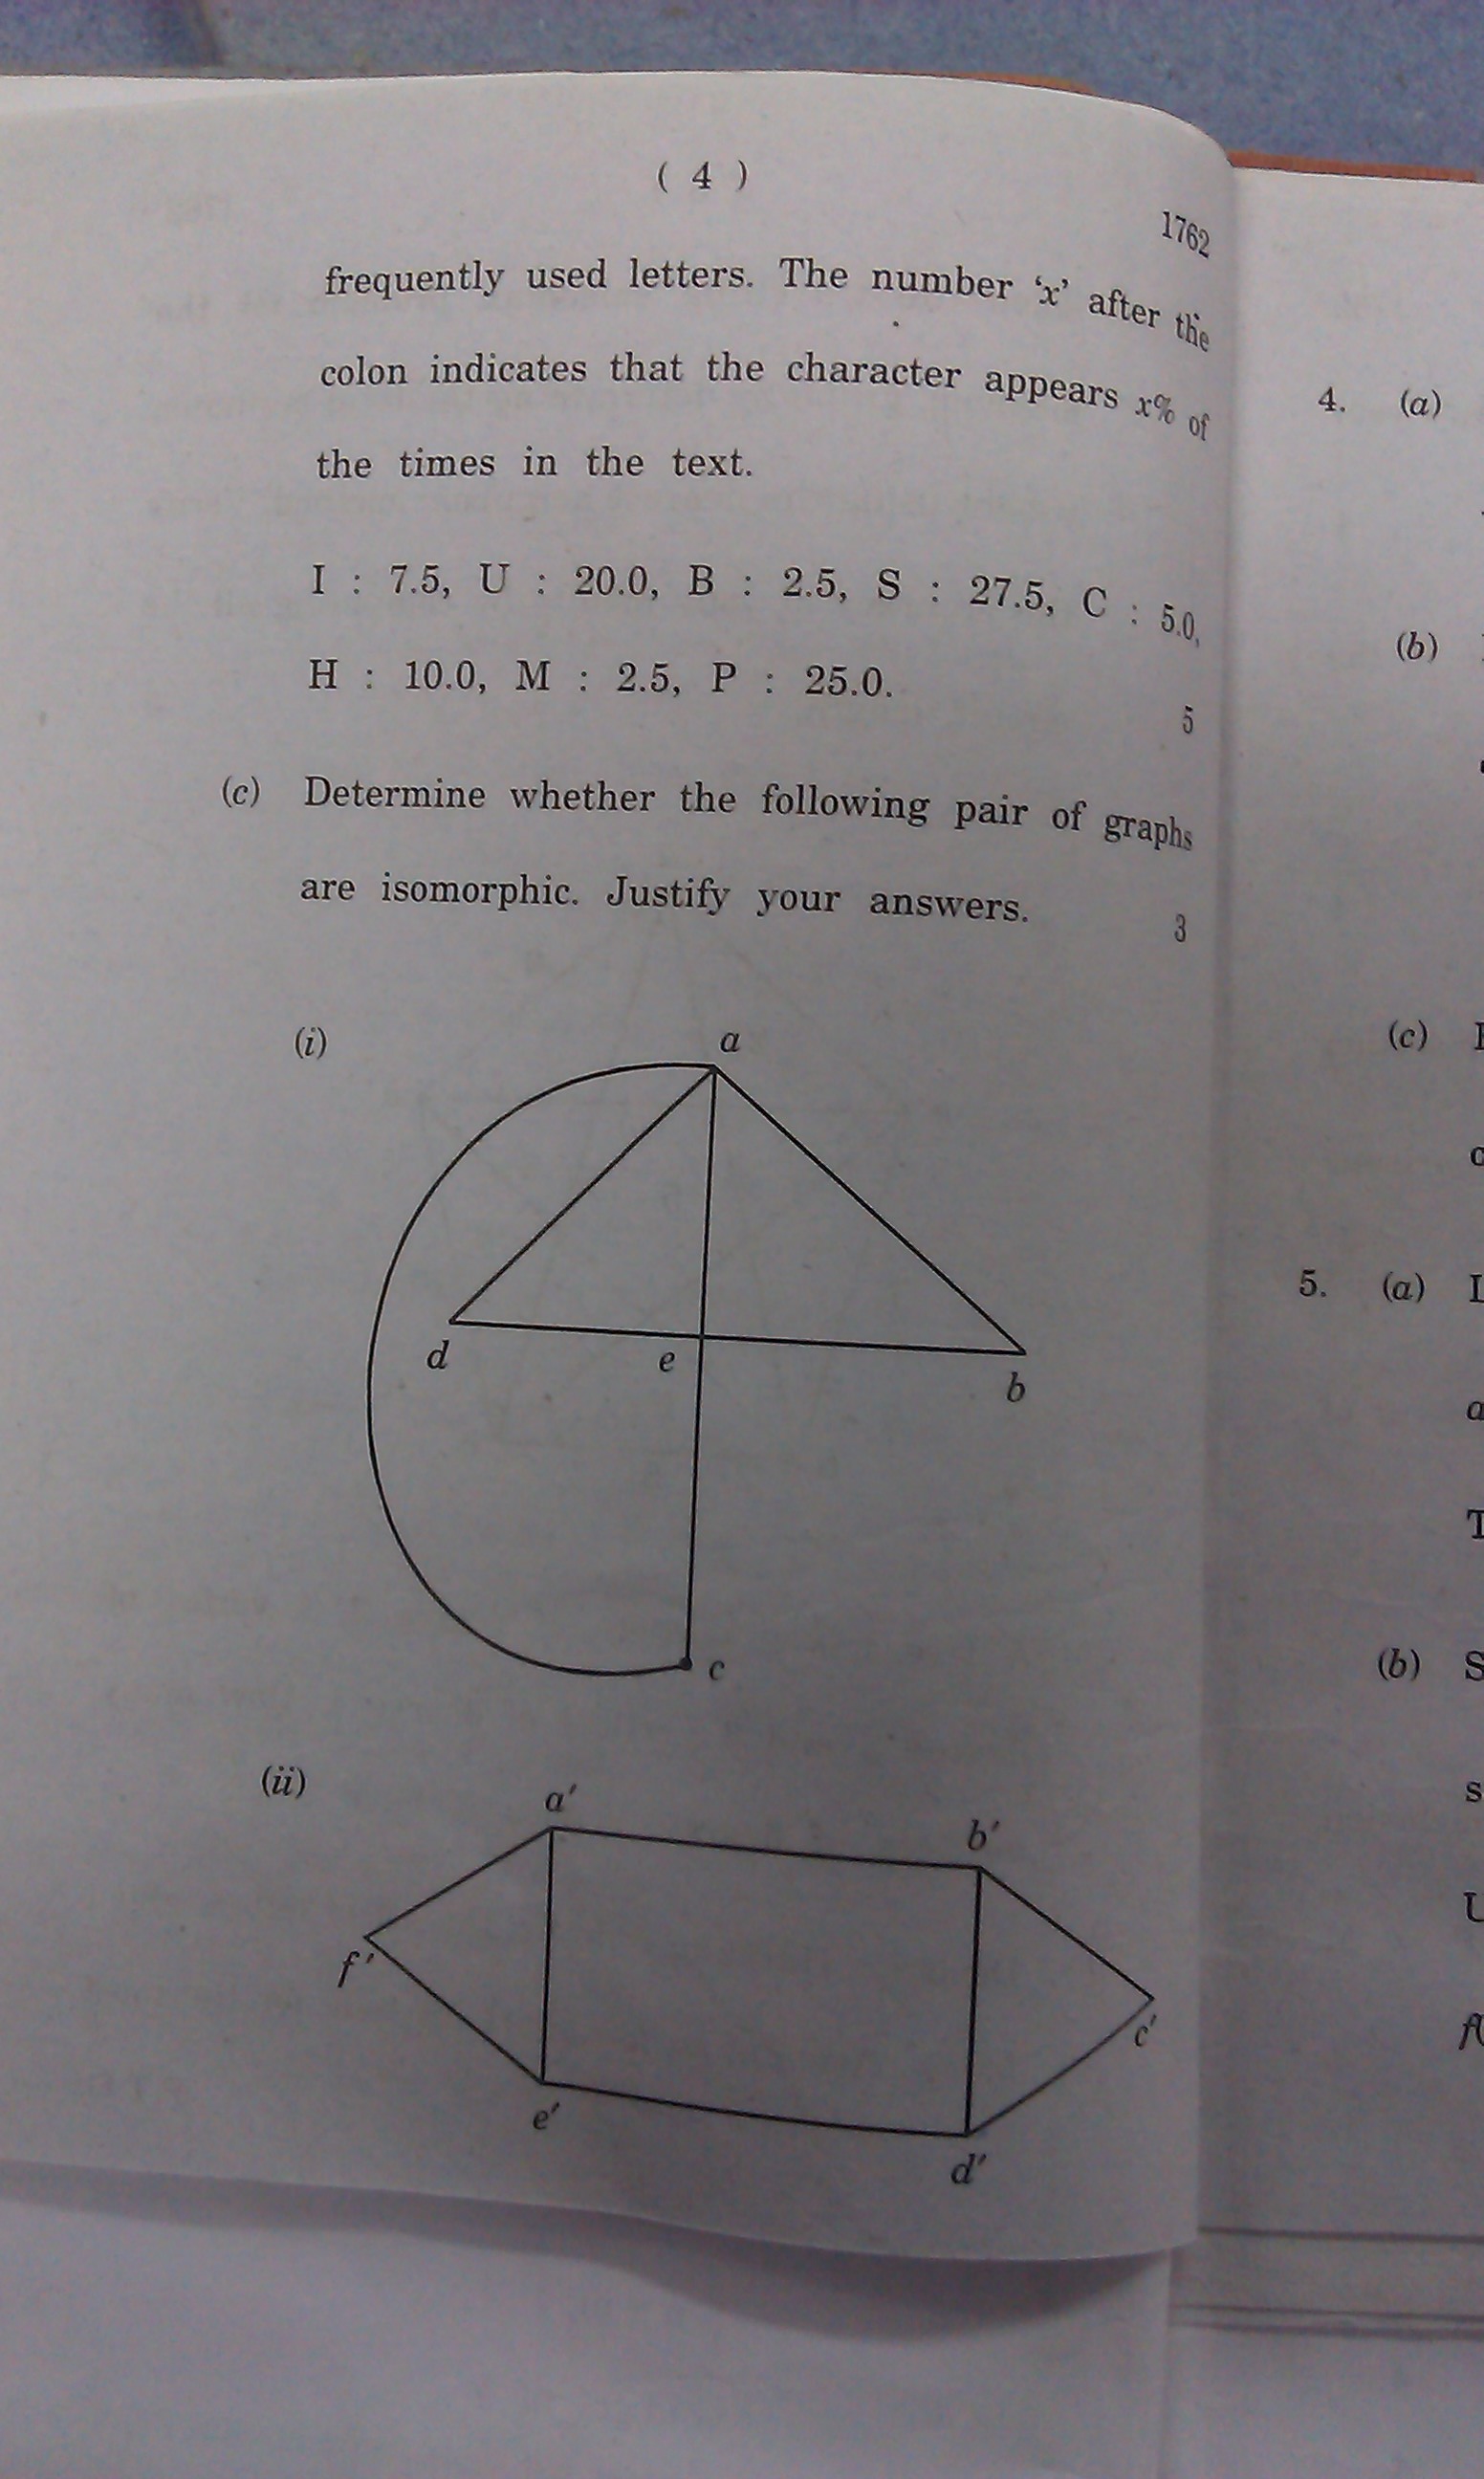 ( 4 )
1762
frequently used letters. The number ‘x’ after the
colon indicates that the character appears x% of
the times in the text.
I : 7.5, U : 20.0, B : 2.5, S : 27.5, C : 5.0,
H : 10.0, M : 2.5, P : 25.0.
5
(c) Determine whether the following pair of graphs
are isomorphic. Justify your answers.
3
(i)
a
d
e
b
c
(ii)
a′
b′
f′
c′
e′
d′
4. (a)
(b)
(c)
5. (a)
(b)